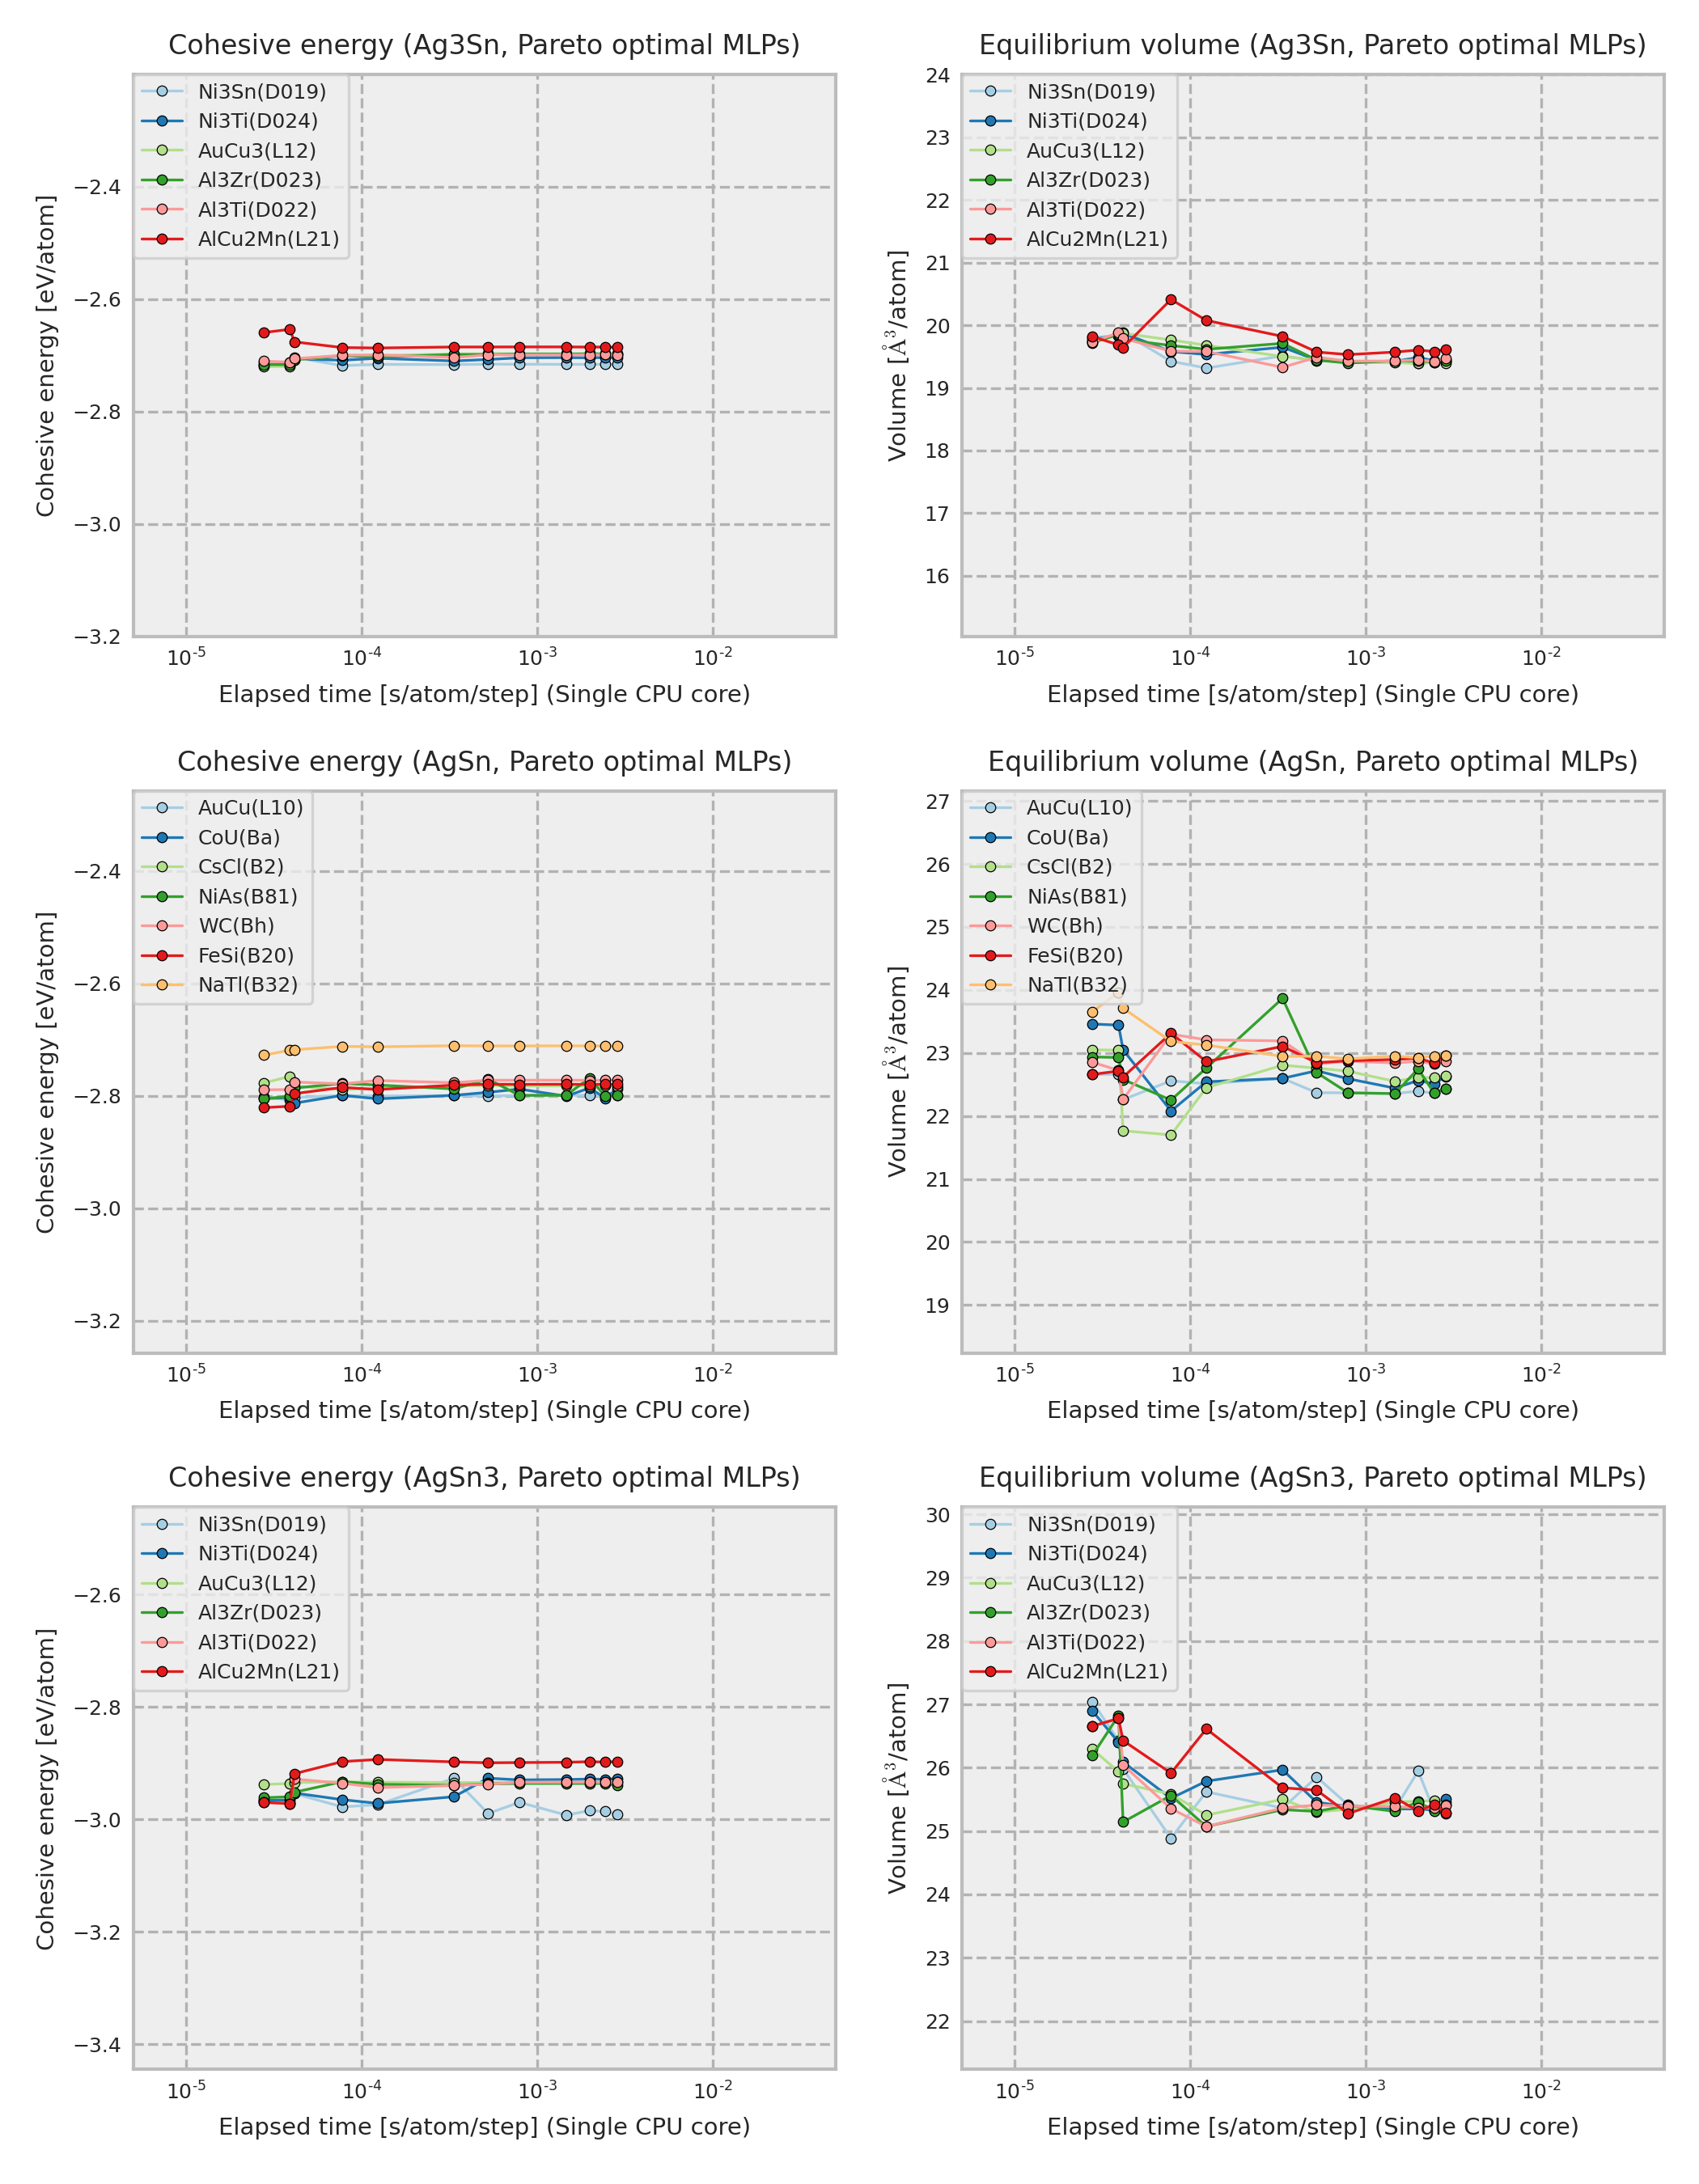 Cohesive energy (Ag3Sn, Pareto optimal MLPs)
Ni3Sn(D019)
Ni3Ti(D024)
AuCu3(L12)
Al3Zr(D023)
Al3Ti(D022)
AlCu2Mn(L21)
−2.4
−2.6
−2.8
−3.0
−3.2
Cohesive energy [eV/atom]
10-5 10-4 10-3 10-2
Elapsed time [s/atom/step] (Single CPU core)
Equilibrium volume (Ag3Sn, Pareto optimal MLPs)
Ni3Sn(D019)
Ni3Ti(D024)
AuCu3(L12)
Al3Zr(D023)
Al3Ti(D022)
AlCu2Mn(L21)
24
23
22
21
20
19
18
17
16
Volume [Å3/atom]
10-5 10-4 10-3 10-2
Elapsed time [s/atom/step] (Single CPU core)
Cohesive energy (AgSn, Pareto optimal MLPs)
AuCu(L10)
CoU(Ba)
CsCl(B2)
NiAs(B81)
WC(Bh)
FeSi(B20)
NaTl(B32)
−2.4
−2.6
−2.8
−3.0
−3.2
Cohesive energy [eV/atom]
10-5 10-4 10-3 10-2
Elapsed time [s/atom/step] (Single CPU core)
Equilibrium volume (AgSn, Pareto optimal MLPs)
AuCu(L10)
CoU(Ba)
CsCl(B2)
NiAs(B81)
WC(Bh)
FeSi(B20)
NaTl(B32)
27
26
25
24
23
22
21
20
19
Volume [Å3/atom]
10-5 10-4 10-3 10-2
Elapsed time [s/atom/step] (Single CPU core)
Cohesive energy (AgSn3, Pareto optimal MLPs)
Ni3Sn(D019)
Ni3Ti(D024)
AuCu3(L12)
Al3Zr(D023)
Al3Ti(D022)
AlCu2Mn(L21)
−2.6
−2.8
−3.0
−3.2
−3.4
Cohesive energy [eV/atom]
10-5 10-4 10-3 10-2
Elapsed time [s/atom/step] (Single CPU core)
Equilibrium volume (AgSn3, Pareto optimal MLPs)
Ni3Sn(D019)
Ni3Ti(D024)
AuCu3(L12)
Al3Zr(D023)
Al3Ti(D022)
AlCu2Mn(L21)
30
29
28
27
26
25
24
23
22
Volume [Å3/atom]
10-5 10-4 10-3 10-2
Elapsed time [s/atom/step] (Single CPU core)